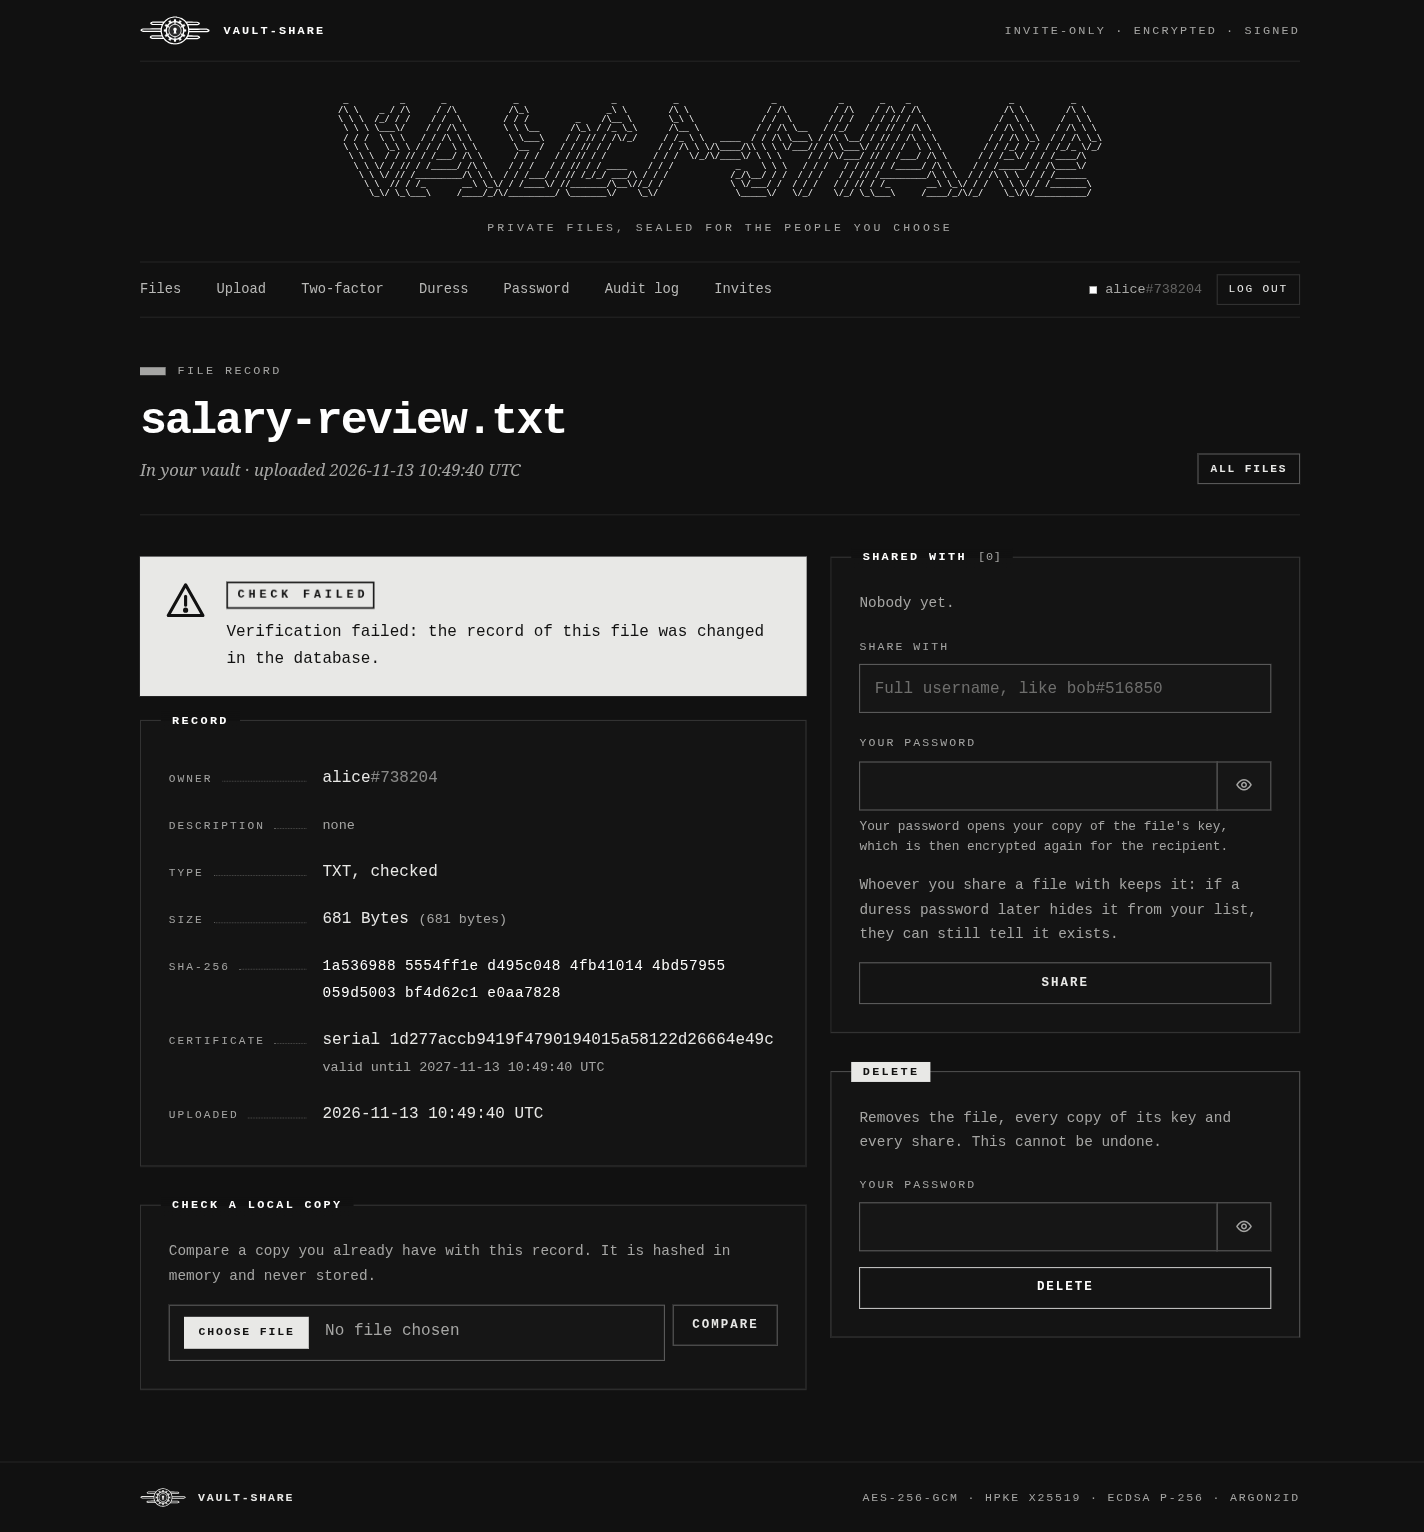 VAULT-SHARE
INVITE-ONLY · ENCRYPTED · SIGNED
VAULT-SHARE
PRIVATE FILES, SEALED FOR THE PEOPLE YOU CHOOSE
Files Upload Two-factor Duress Password Audit log Invites
alice#738204 LOG OUT
FILE RECORD
salary-review.txt
In your vault · uploaded 2026-11-13 10:49:40 UTC
ALL FILES
CHECK FAILED
Verification failed: the record of this file was changed
in the database.
RECORD
OWNER alice#738204
DESCRIPTION none
TYPE TXT, checked
SIZE 681 Bytes (681 bytes)
SHA-256 1a536988 5554ff1e d495c048 4fb41014 4bd57955
059d5003 bf4d62c1 e0aa7828
CERTIFICATE serial 1d277accb9419f4790194015a58122d26664e49c
valid until 2027-11-13 10:49:40 UTC
UPLOADED 2026-11-13 10:49:40 UTC
CHECK A LOCAL COPY
Compare a copy you already have with this record. It is hashed in
memory and never stored.
CHOOSE FILE No file chosen COMPARE
SHARED WITH [0]
Nobody yet.
SHARE WITH
Full username, like bob#516850
YOUR PASSWORD
Your password opens your copy of the file's key,
which is then encrypted again for the recipient.
Whoever you share a file with keeps it: if a
duress password later hides it from your list,
they can still tell it exists.
SHARE
DELETE
Removes the file, every copy of its key and
every share. This cannot be undone.
YOUR PASSWORD
DELETE
VAULT-SHARE
AES-256-GCM · HPKE X25519 · ECDSA P-256 · ARGON2ID